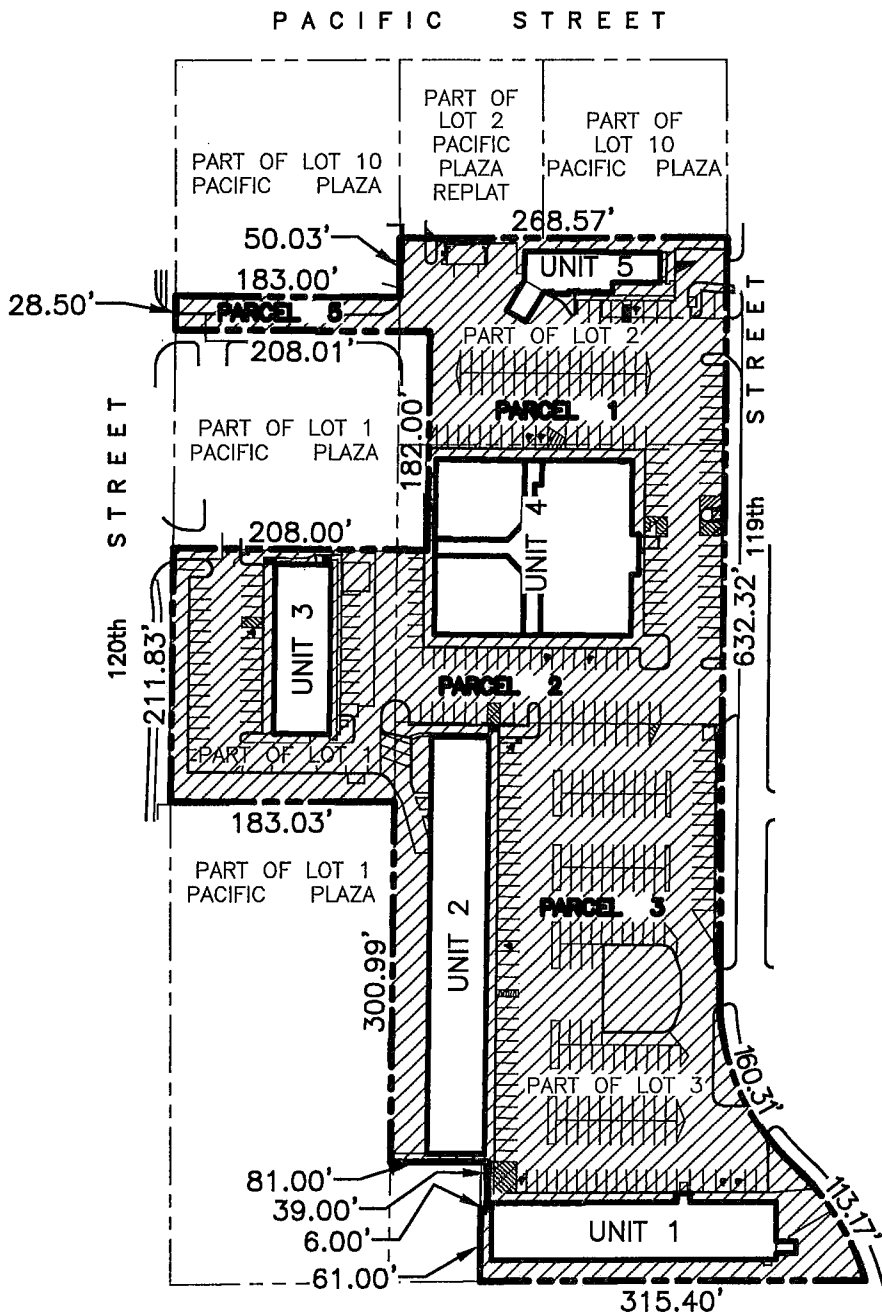 PACIFIC STREET
PART OF
LOT 2
PACIFIC
PLAZA
REPLAT
PART OF
LOT 10
PACIFIC PLAZA
PART OF LOT 10
PACIFIC PLAZA
268.57'
50.03'
183.00'
28.50'
PARCEL 5
208.01'
UNIT 5
PART OF LOT 2
PARCEL 1
119th STREET
120th STREET
PART OF LOT 1
PACIFIC PLAZA
182.00'
208.00'
UNIT 4
UNIT 3
632.32'
211.83'
PARCEL 2
PART OF LOT 1
183.03'
PART OF LOT 1
PACIFIC PLAZA
UNIT 2
PARCEL 3
300.99'
160.31'
PART OF LOT 3
81.00'
39.00'
6.00'
61.00'
UNIT 1
113.17'
315.40'